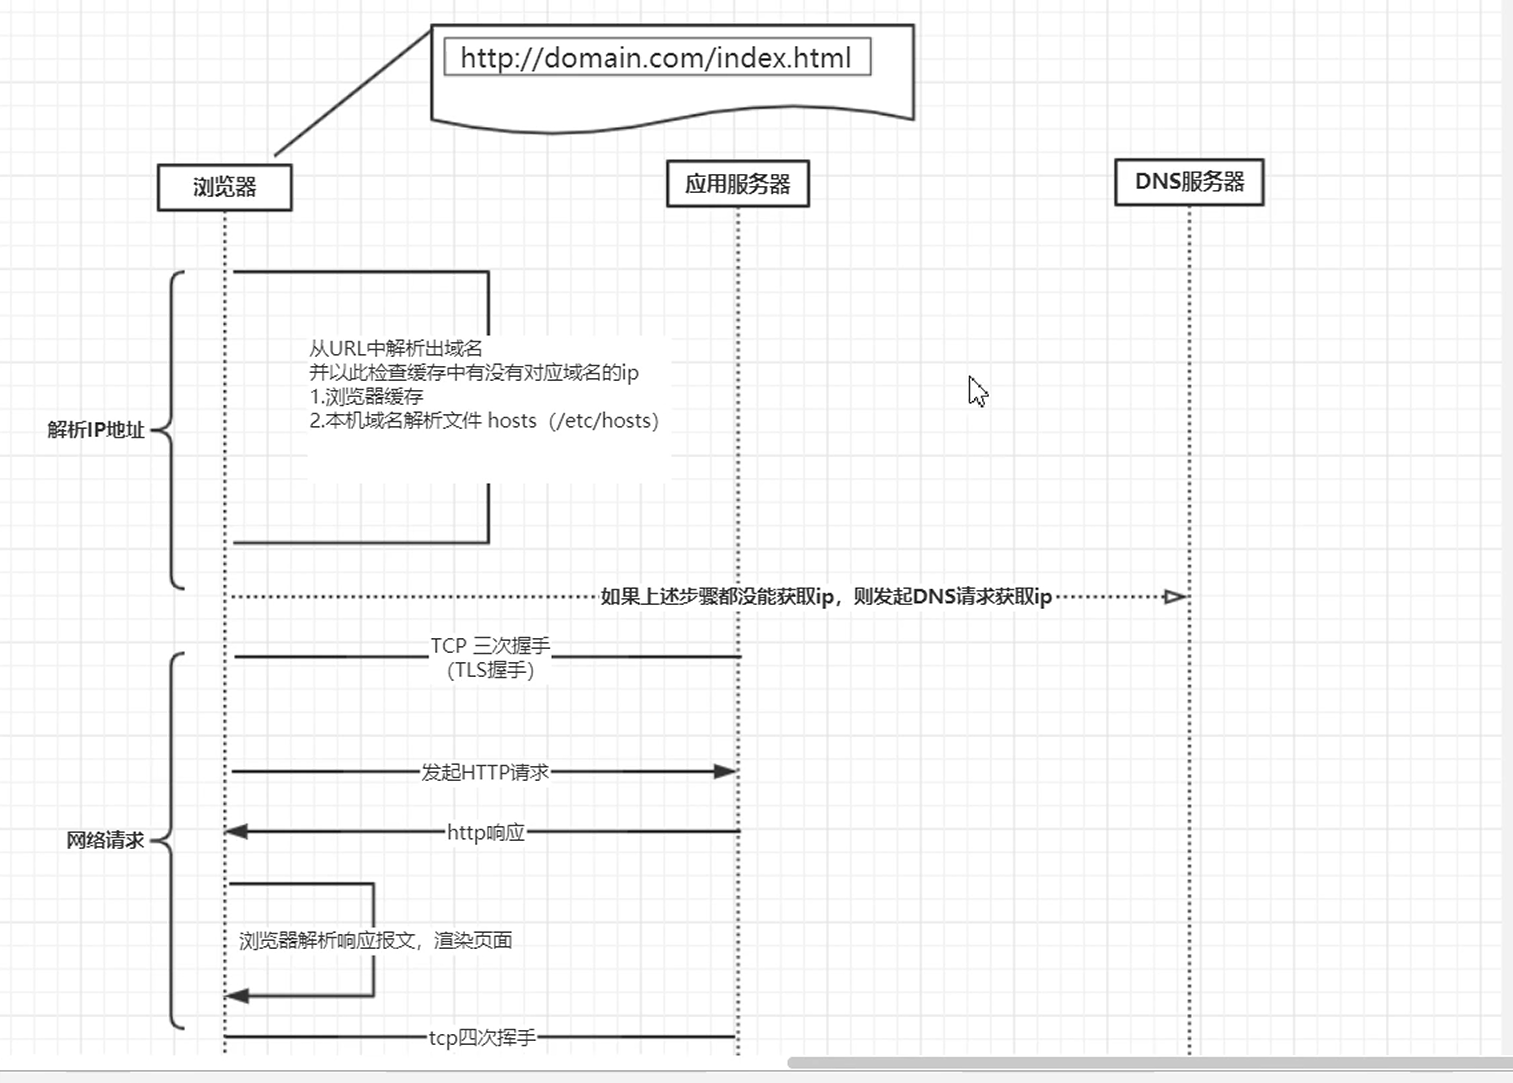 http://domain.com/index.html
浏览器
应用服务器
DNS服务器
从URL中解析出域名
并以此检查缓存中有没有对应域名的ip
1.浏览器缓存
2.本机域名解析文件 hosts（/etc/hosts）
解析IP地址
如果上述步骤都没能获取ip，则发起DNS请求获取ip
TCP 三次握手
（TLS握手）
发起HTTP请求
http响应
网络请求
浏览器解析响应报文，渲染页面
tcp四次挥手